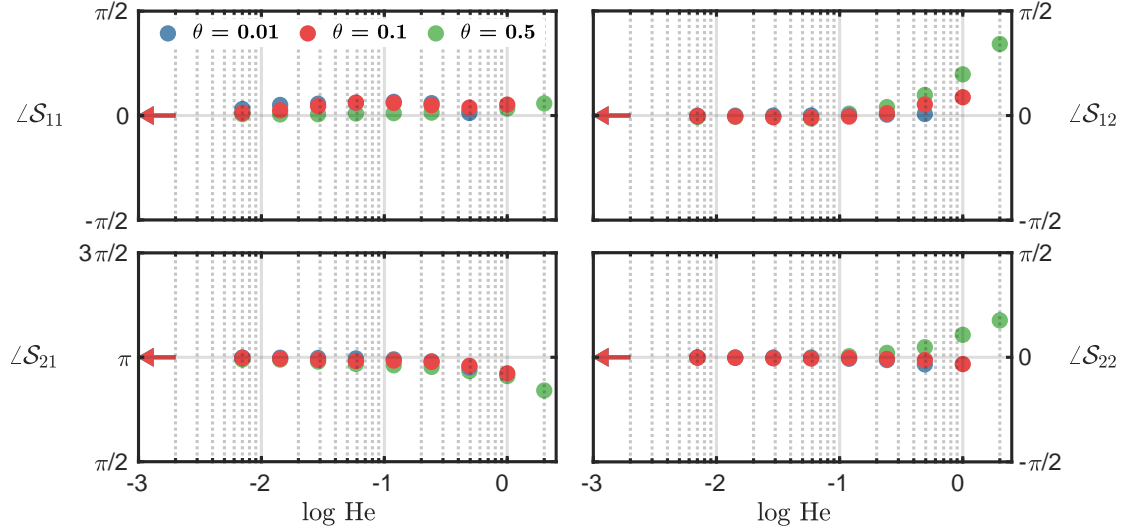 π/2 π/2
θ = 0.01 θ = 0.1 θ = 0.5
∠S11 0 0 ∠S12
-π/2 -π/2
3π/2 π/2
∠S21 π 0 ∠S22
π/2 -π/2
-3 -2 -1 0 -3 -2 -1 0
log He log He